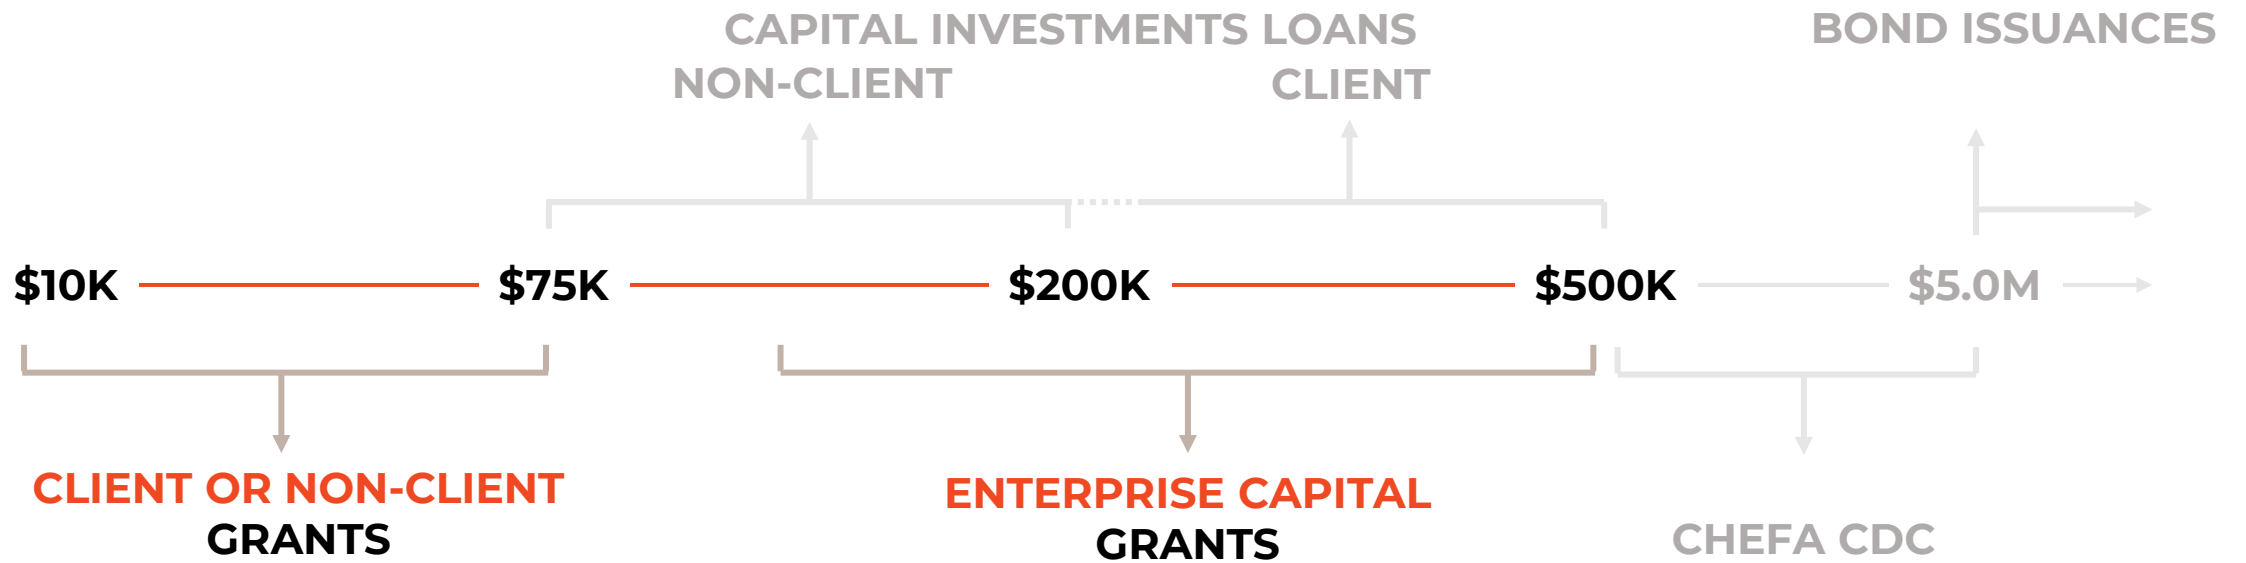 CAPITAL INVESTMENTS LOANS
NON-CLIENT
CLIENT
BOND ISSUANCES
$10K
$75K
$200K
$500K
$5.0M
CLIENT OR NON-CLIENT
GRANTS
ENTERPRISE CAPITAL
GRANTS
CHEFA CDC